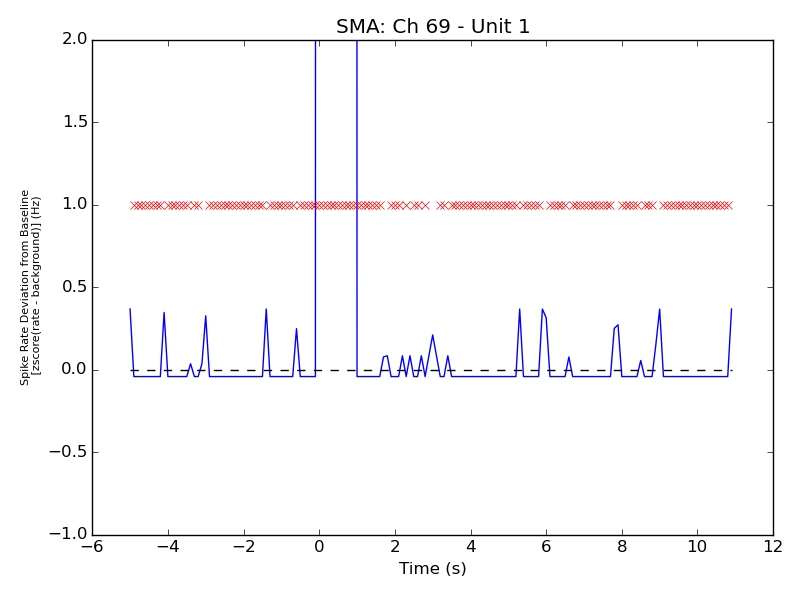 SMA: Ch 69 - Unit 1
2.0
1.5
1.0
0.5
0.0
−0.5
−1.0
Spike Rate Deviation from Baseline
[zscore(rate - background)] (Hz)
−6 −4 −2 0 2 4 6 8 10 12
Time (s)